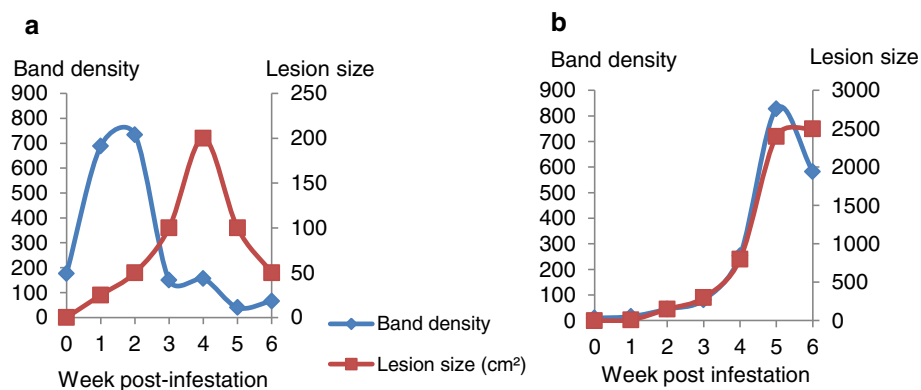 a
Band density
Lesion size
900
800
700
600
500
400
300
200
100
0
250
200
150
100
50
0
0 1 2 3 4 5 6
Week post-infestation
Band density
Lesion size (cm²)
b
Band density
Lesion size
900
800
700
600
500
400
300
200
100
0
3000
2500
2000
1500
1000
500
0
0 1 2 3 4 5 6
Week post infestation